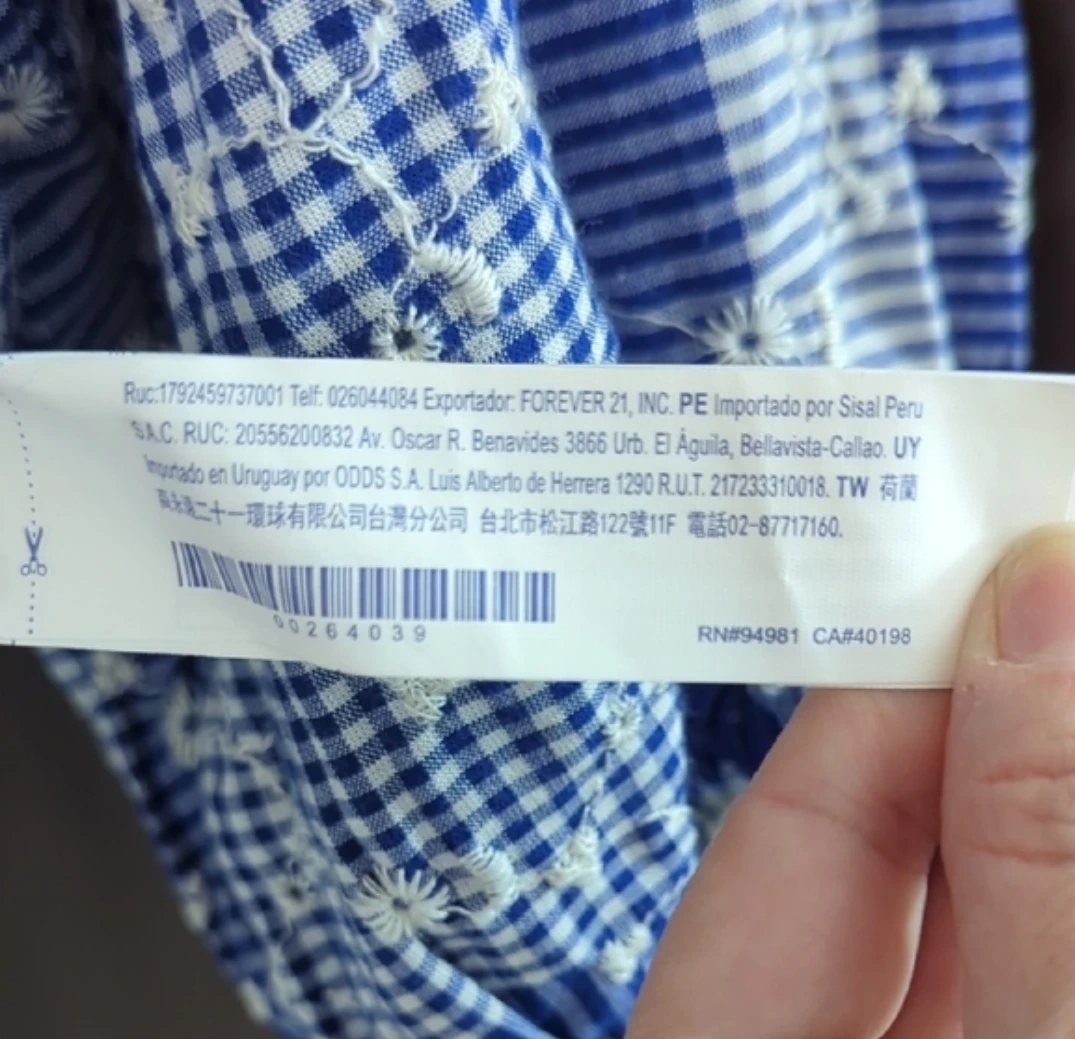 Ruc:1792459737001 Telf: 026044084 Exportador: FOREVER 21, INC. PE Importado por Sisal Peru
S.A.C. RUC: 20556200832 Av. Oscar R. Benavides 3866 Urb. El Águila, Bellavista-Callao. UY
Importado en Uruguay por ODDS S.A. Luis Alberto de Herrera 1290 R.U.T. 217233310018. TW 荷蘭
商永遠二十一環球有限公司台灣分公司 台北市松江路122號11F 電話02-87717160.
00264039
RN#94981 CA#40198